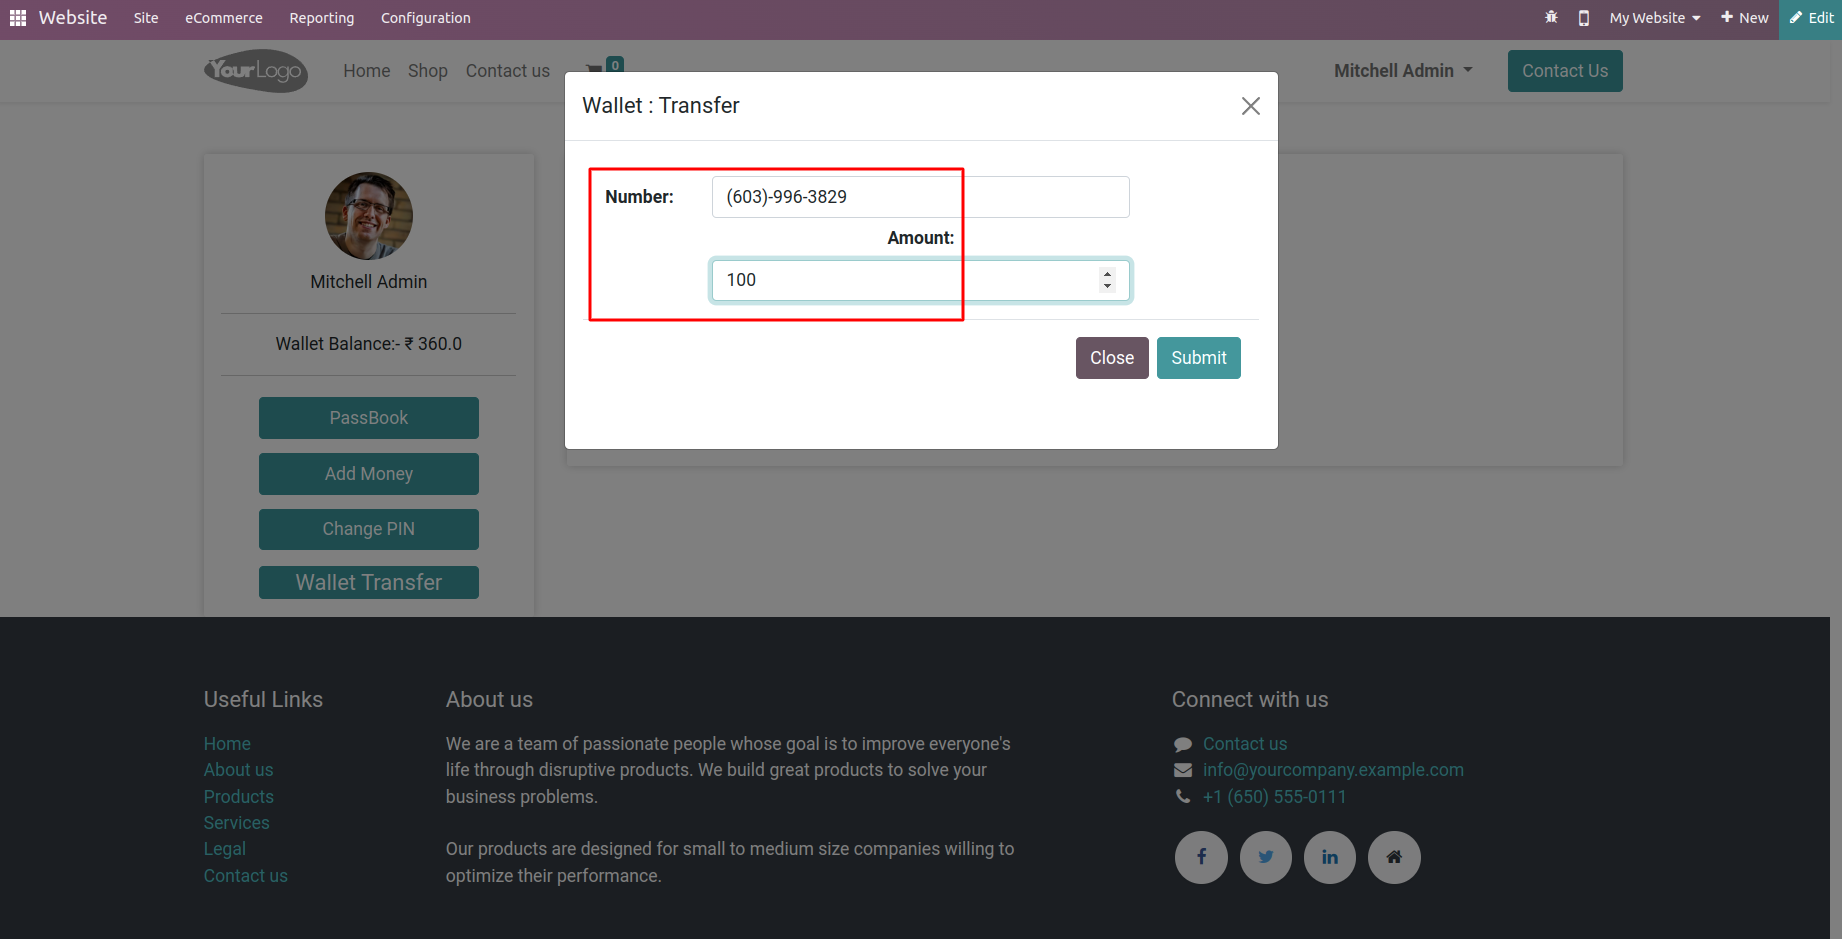 Website Site eCommerce Reporting Configuration My Website New Edit
YourLogo Home Shop Contact us 0 Mitchell Admin Contact Us
Wallet : Transfer
Number: (603)-996-3829
Amount:
100
Close Submit
Mitchell Admin
Wallet Balance:- ₹ 360.0
PassBook
Add Money
Change PIN
Wallet Transfer
Useful Links
Home
About us
Products
Services
Legal
Contact us
About us
We are a team of passionate people whose goal is to improve everyone's
life through disruptive products. We build great products to solve your
business problems.
Our products are designed for small to medium size companies willing to
optimize their performance.
Connect with us
Contact us
info@yourcompany.example.com
+1 (650) 555-0111